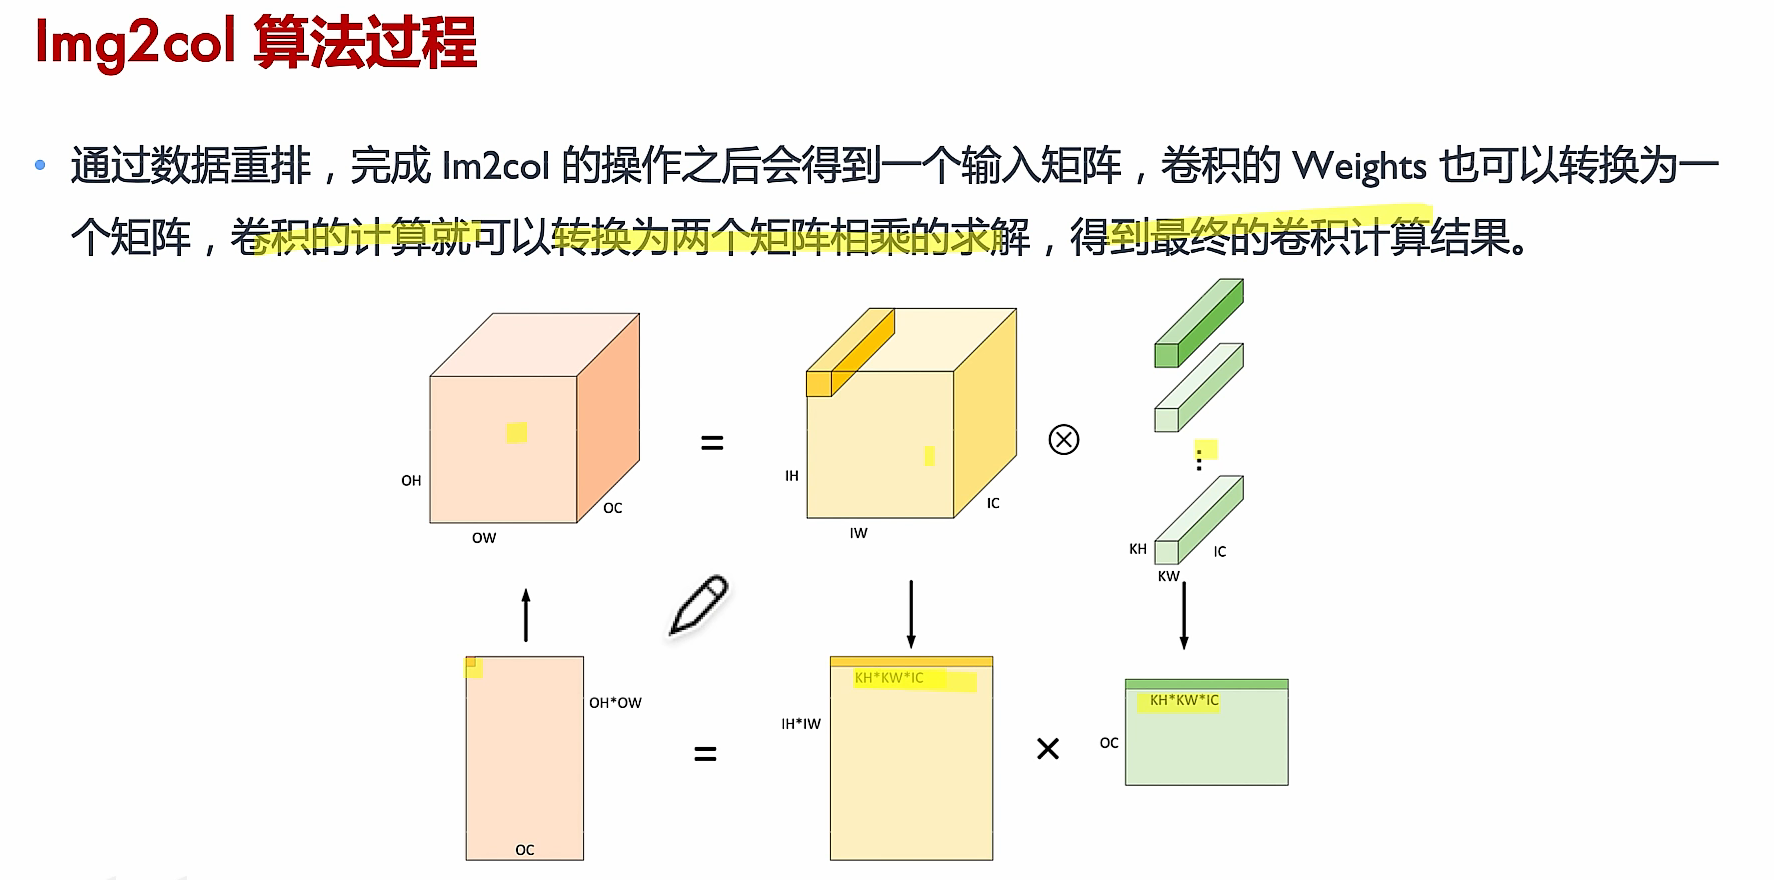 Img2col 算法过程
• 通过数据重排，完成 Im2col 的操作之后会得到一个输入矩阵，卷积的 Weights 也可以转换为一
个矩阵，卷积的计算就可以转换为两个矩阵相乘的求解，得到最终的卷积计算结果。
OH
OW
OC
=
IH
IW
IC
⊗
⋮
KH
KW
IC
OH*OW
OC
=
IH*IW
KH*KW*IC
×
OC
KH*KW*IC